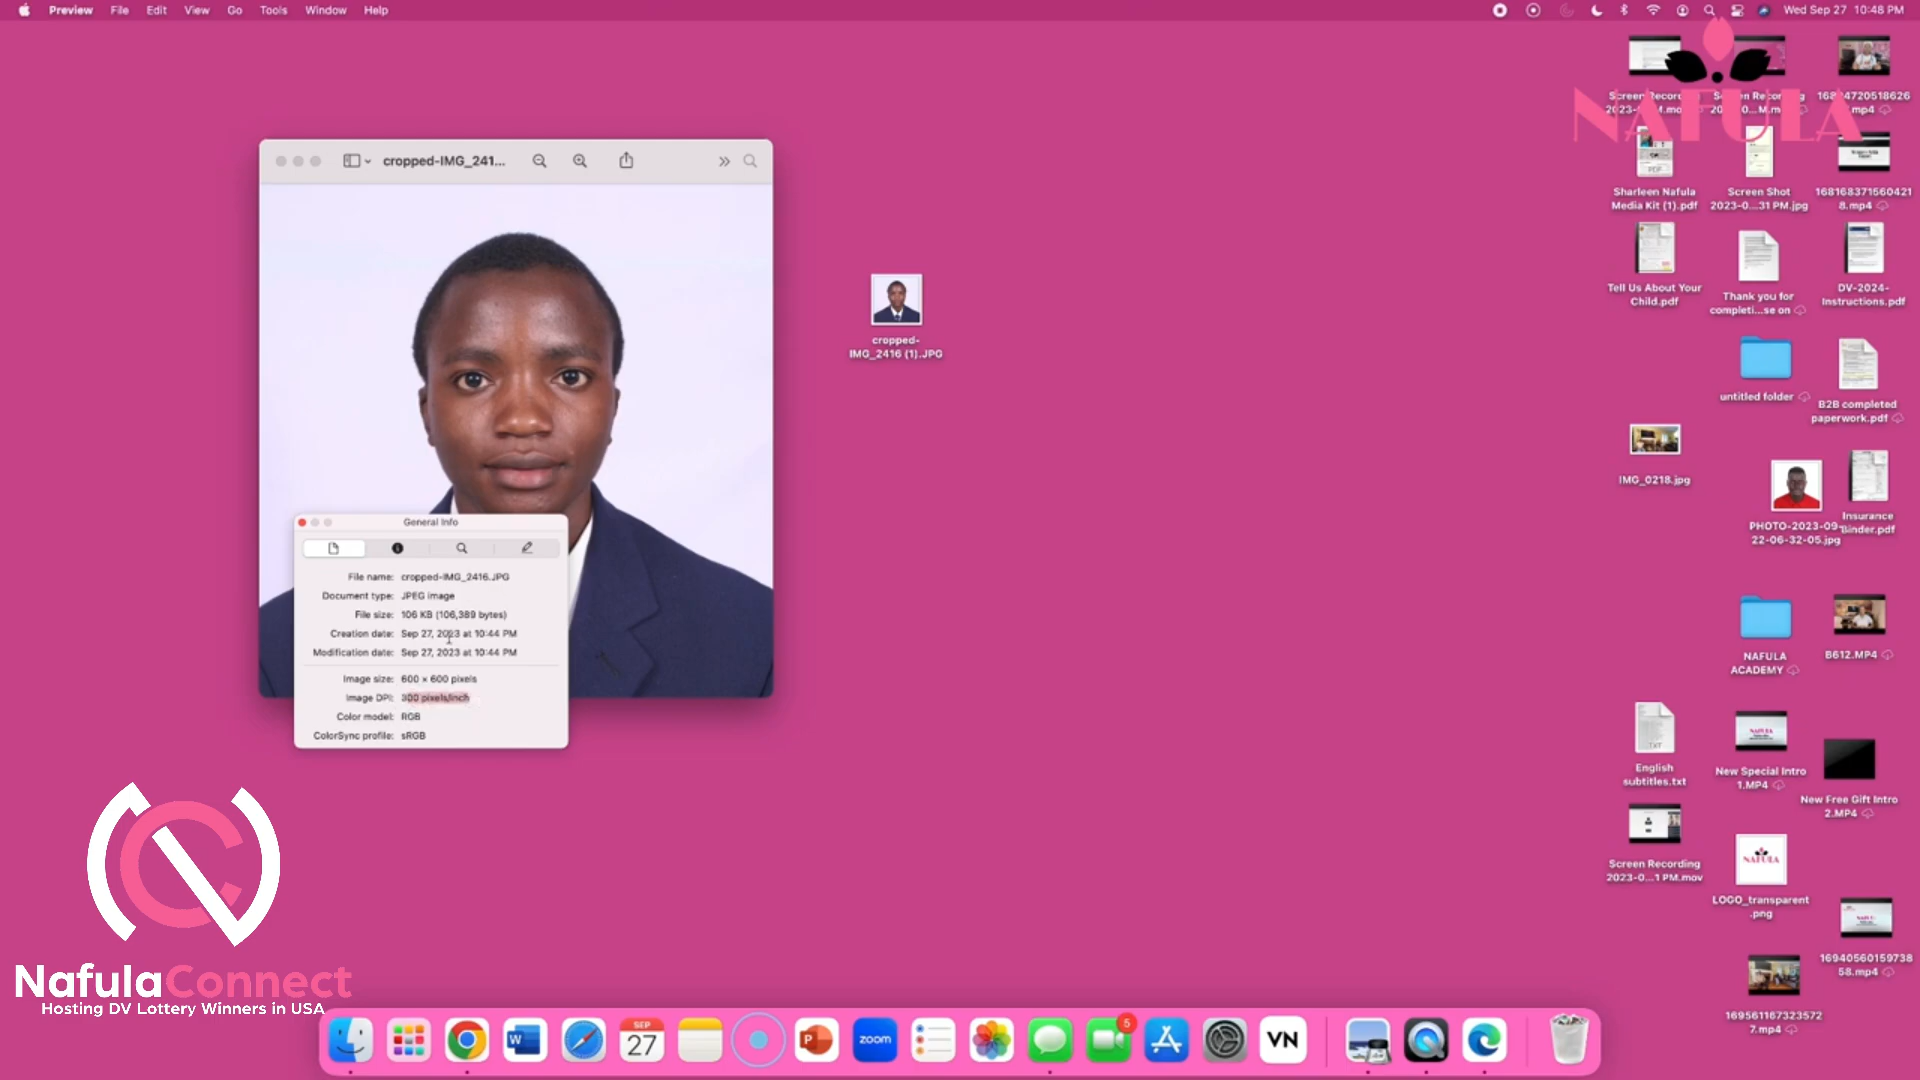 Preview File Edit View Go Tools Window Help
Wed Sep 27 10:48 PM
NAFULA
cropped-IMG_241...
cropped-
IMG_2416 (1).JPG
General Info
File name: cropped-IMG_2416.JPG
Document type: JPEG image
File size: 106 KB (106,389 bytes)
Creation date: Sep 27, 2023 at 10:44 PM
Modification date: Sep 27, 2023 at 10:44 PM
Image size: 600 × 600 pixels
Image DPI: 300 pixels/inch
Color model: RGB
ColorSync profile: sRGB
Sharleen Nafula
Media Kit (1).pdf
Screen Shot
2023-0...31 PM.jpg
168168371560421
8.mp4
Tell Us About Your
Child.pdf
Thank you for
completi...se on
DV-2024-
Instructions.pdf
untitled folder
B2B completed
paperwork.pdf
IMG_0218.jpg
PHOTO-2023-09-
22-06-32-05.jpg
Insurance
Binder.pdf
NAFULA
ACADEMY
B612.MP4
TXT
English
subtitles.txt
New Special Intro
1.MP4
New Free Gift Intro
2.MP4
Screen Recording
2023-0...1 PM.mov
NAFULA
LOGO_transparent
.png
16940560159738
58.mp4
169561167323572
7.mp4
NafulaConnect
Hosting DV Lottery Winners in USA
SEP
27
zoom
5
VN